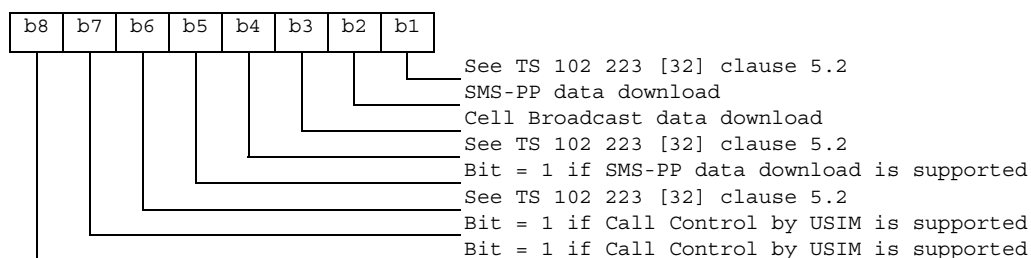 b8 b7 b6 b5 b4 b3 b2 b1
See TS 102 223 [32] clause 5.2
SMS-PP data download
Cell Broadcast data download
See TS 102 223 [32] clause 5.2
Bit = 1 if SMS-PP data download is supported
See TS 102 223 [32] clause 5.2
Bit = 1 if Call Control by USIM is supported
Bit = 1 if Call Control by USIM is supported